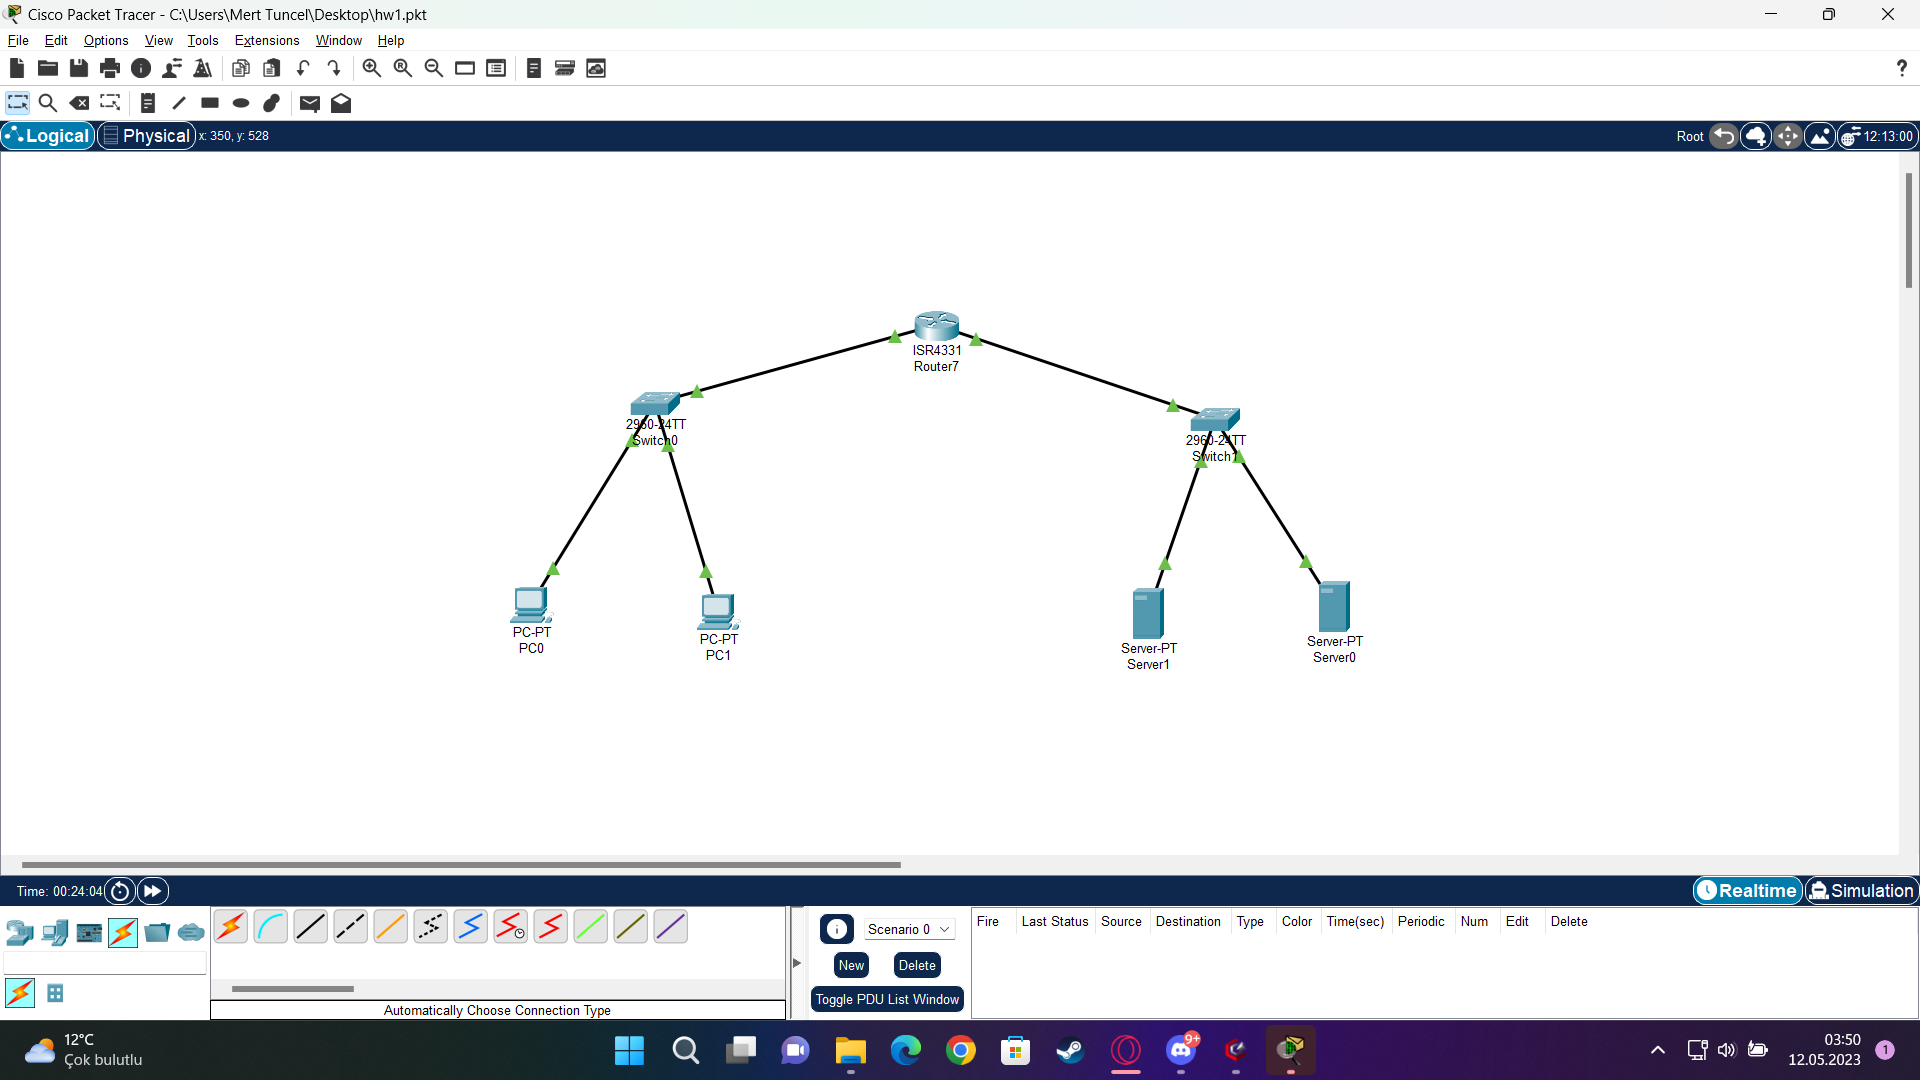 Cisco Packet Tracer - C:\Users\Mert Tuncel\Desktop\hw1.pkt
File Edit Options View Tools Extensions Window Help
?
Logical Physical x: 350, y: 528 Root 12:13:00
ISR4331
Router7
2960-24TT
Switch0
2960-24TT
Switch1
PC-PT
PC0
PC-PT
PC1
Server-PT
Server1
Server-PT
Server0
Time: 00:24:04 Realtime Simulation
Scenario 0
New Delete
Toggle PDU List Window
Fire Last Status Source Destination Type Color Time(sec) Periodic Num Edit Delete
Automatically Choose Connection Type
12°C
Çok bulutlu
9+
03:50
12.05.2023
1